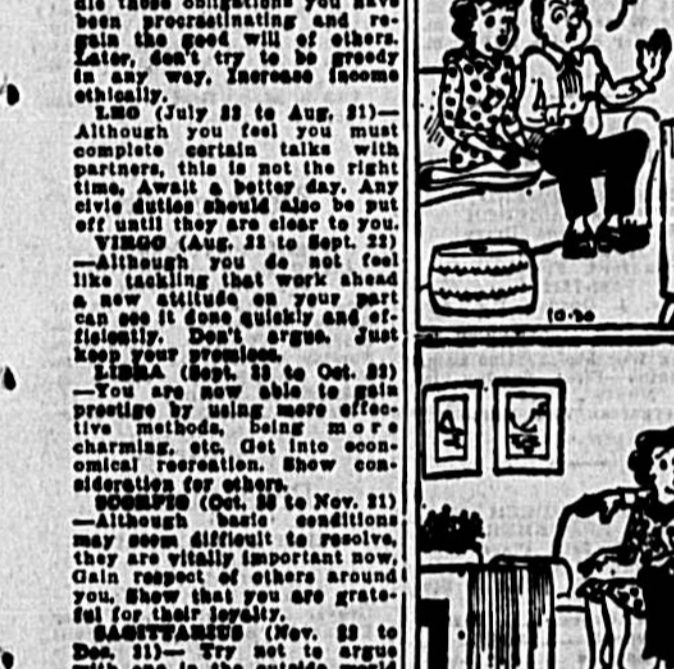 die these obligations you have
been procrastinating and re-
gain the good will of others.
Later, don't try to be greedy
in any way. Increase income
ethically.
LEO (July 22 to Aug. 21)—
Although you feel you must
complete certain talks with
partners, this is not the right
time. Await a better day. Any
civic duties should also be put
off until they are clear to you.
VIRGO (Aug. 22 to Sept. 22)
—Although you do not feel
like tackling that work ahead
a new attitude on your part
can see it done quickly and ef-
ficiently. Don't argue. Just
keep your promises.
LIBRA (Sept. 23 to Oct. 22)
—You are now able to gain
prestige by using more effec-
tive methods, being more
charming, etc. Get into econ-
omical recreation. Show con-
sideration for others.
SCORPIO (Oct. 23 to Nov. 21)
—Although basic conditions
may seem difficult to resolve,
they are vitally important now.
Gain respect of others around
you. Show that you are grate-
ful for their loyalty.
SAGITTARIUS (Nov. 22 to
Dec. 21)— Try not to argue
with one in the outside world
10-30